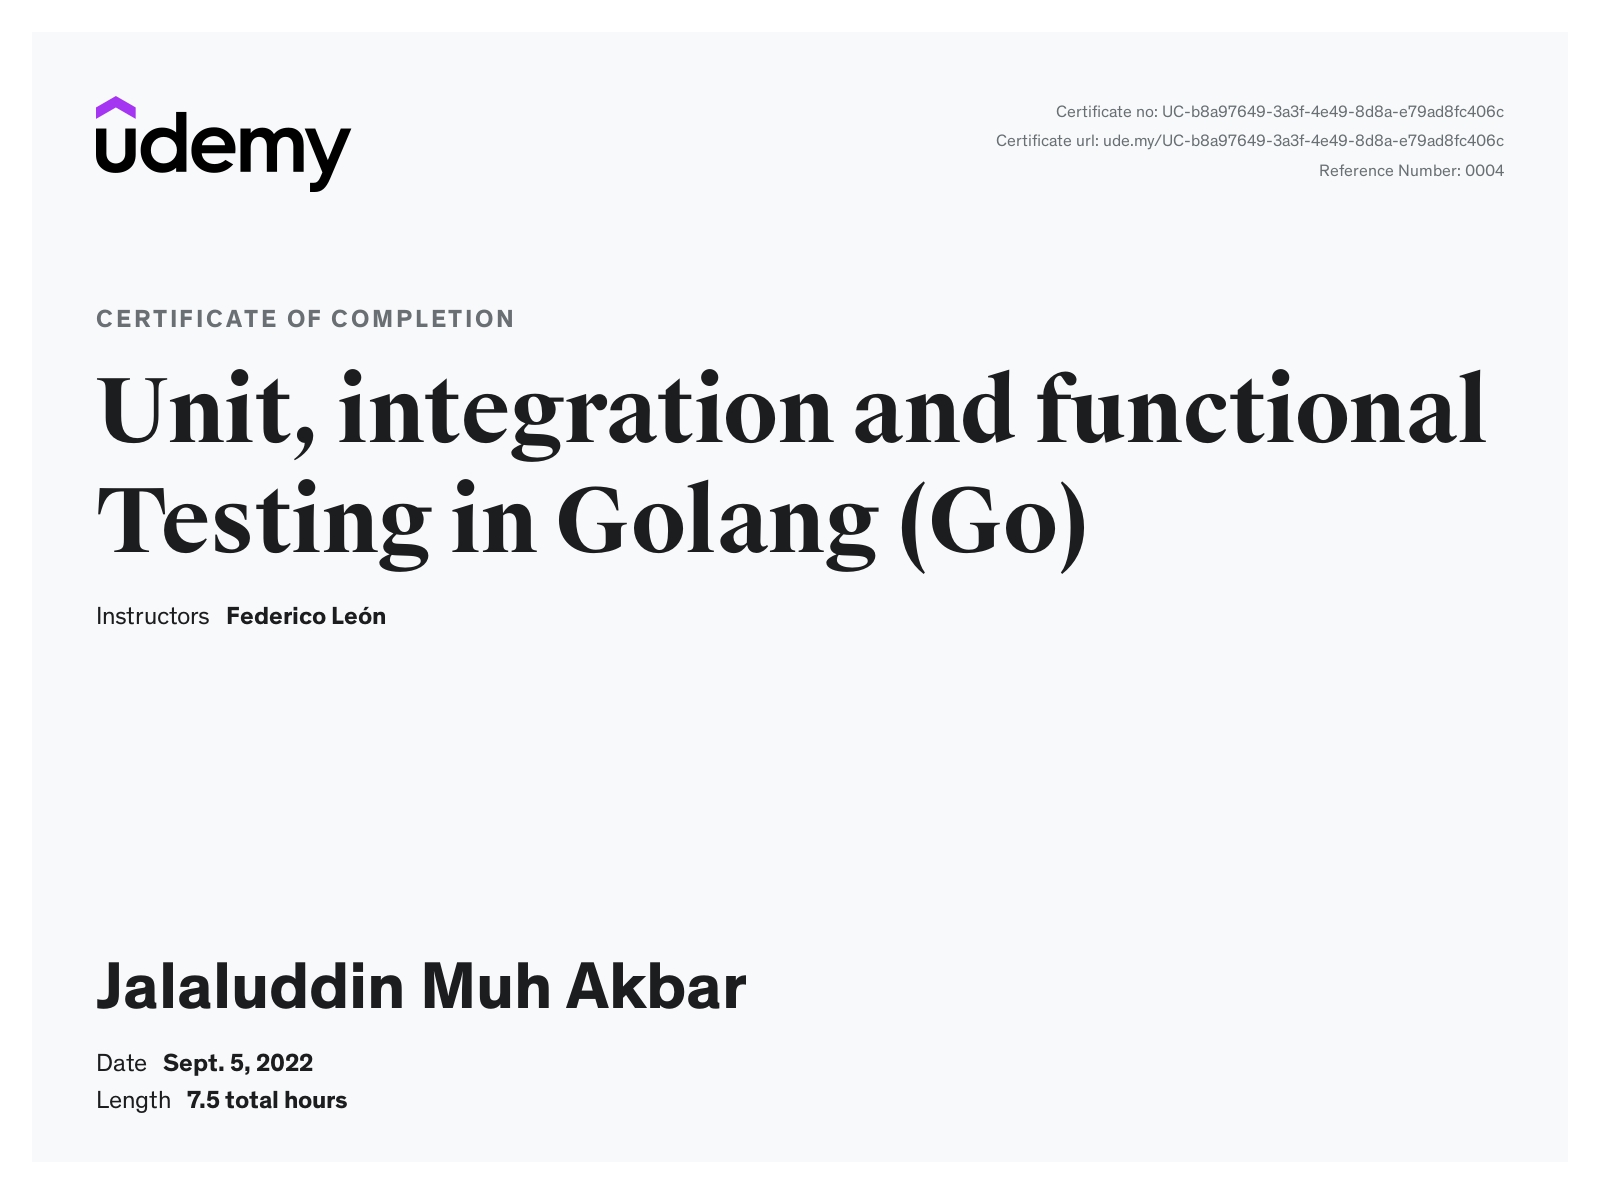 udemy
Certificate no: UC-b8a97649-3a3f-4e49-8d8a-e79ad8fc406c
Certificate url: ude.my/UC-b8a97649-3a3f-4e49-8d8a-e79ad8fc406c
Reference Number: 0004
CERTIFICATE OF COMPLETION
Unit, integration and functional
Testing in Golang (Go)
Instructors Federico León
Jalaluddin Muh Akbar
Date Sept. 5, 2022
Length 7.5 total hours